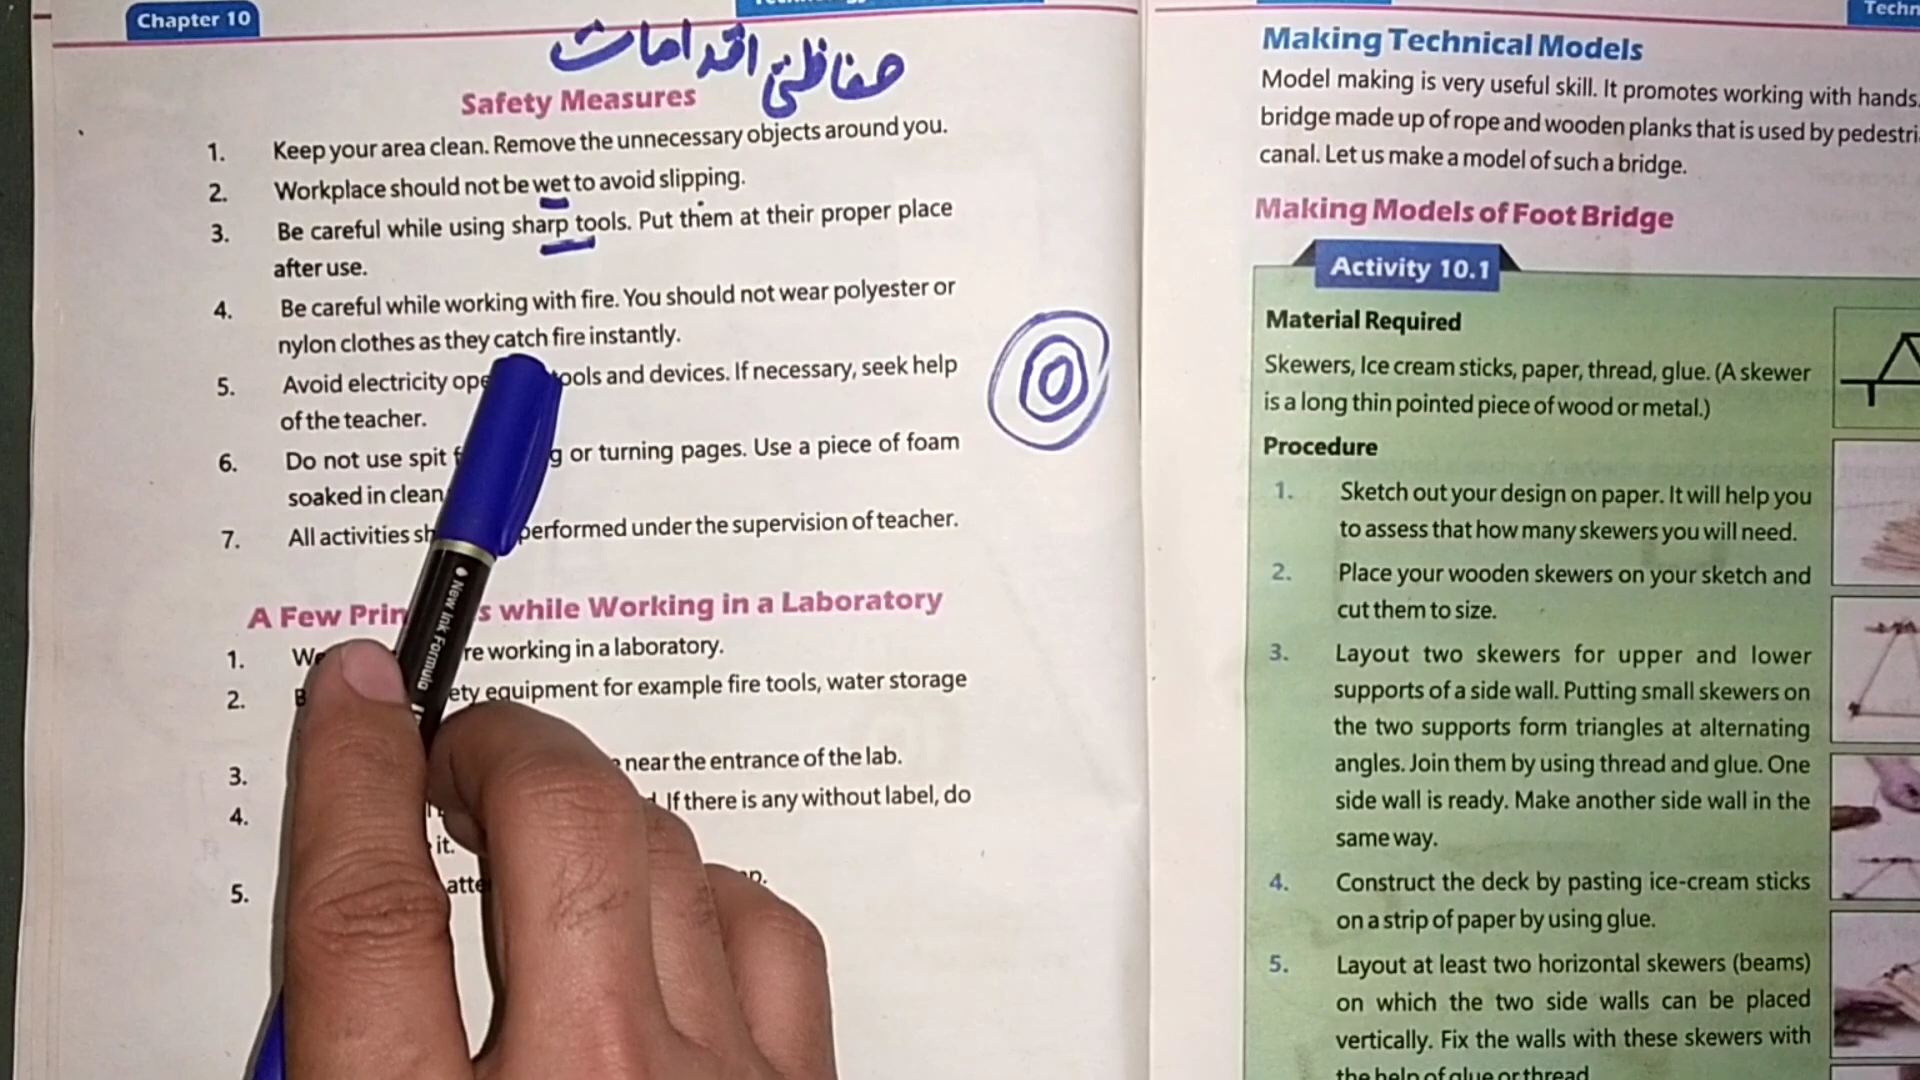 Chapter 10
حفاظتی اقدامات
Safety Measures
1. Keep your area clean. Remove the unnecessary objects around you.
2. Workplace should not be wet to avoid slipping.
3. Be careful while using sharp tools. Put them at their proper place
after use.
4. Be careful while working with fire. You should not wear polyester or
nylon clothes as they catch fire instantly.
5. Avoid electricity tools and devices. If necessary, seek help
of the teacher.
6. Do not use spit or turning pages. Use a piece of foam
soaked in clean
7. All activities performed under the supervision of teacher.
A Few while Working in a Laboratory
1. working in a laboratory.
2. equipment for example fire tools, water storage
3. near the entrance of the lab.
4. If there is any without label, do
it.
5.
New Ink Formula
Making Technical Models
Model making is very useful skill. It promotes working with hands.
bridge made up of rope and wooden planks that is used by
canal. Let us make a model of such a bridge.
Making Models of Foot Bridge
Activity 10.1
Material Required
Skewers, Ice cream sticks, paper, thread, glue. (A skewer
is a long thin pointed piece of wood or metal.)
Procedure
1. Sketch out your design on paper. It will help you
to assess that how many skewers you will need.
2. Place your wooden skewers on your sketch and
cut them to size.
3. Layout two skewers for upper and lower
supports of a side wall. Putting small skewers on
the two supports form triangles at alternating
angles. Join them by using thread and glue. One
side wall is ready. Make another side wall in the
same way.
4. Construct the deck by pasting ice-cream sticks
on a strip of paper by using glue.
5. Layout at least two horizontal skewers (beams)
on which the two side walls can be placed
vertically. Fix the walls with these skewers with
the help of glue or thread